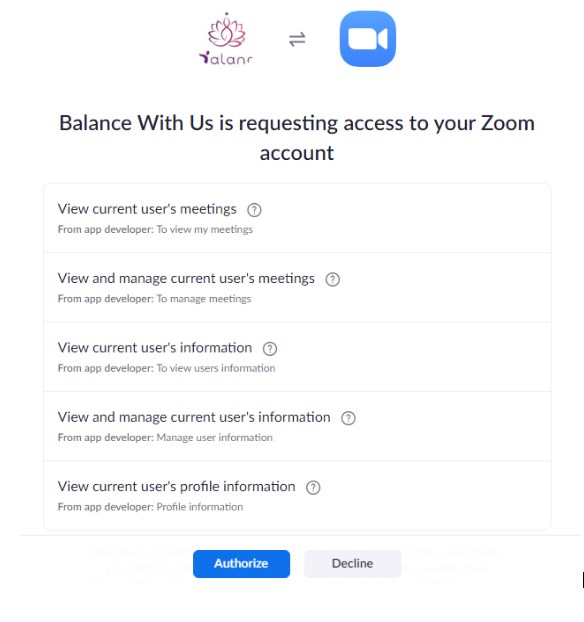 Balance With Us is requesting access to your Zoom
account
View current user's meetings ?
From app developer: To view my meetings
View and manage current user's meetings ?
From app developer: To manage meetings
View current user's information ?
From app developer: To view users information
View and manage current user's information ?
From app developer: Manage user information
View current user's profile information ?
From app developer: Profile information
Authorize Decline